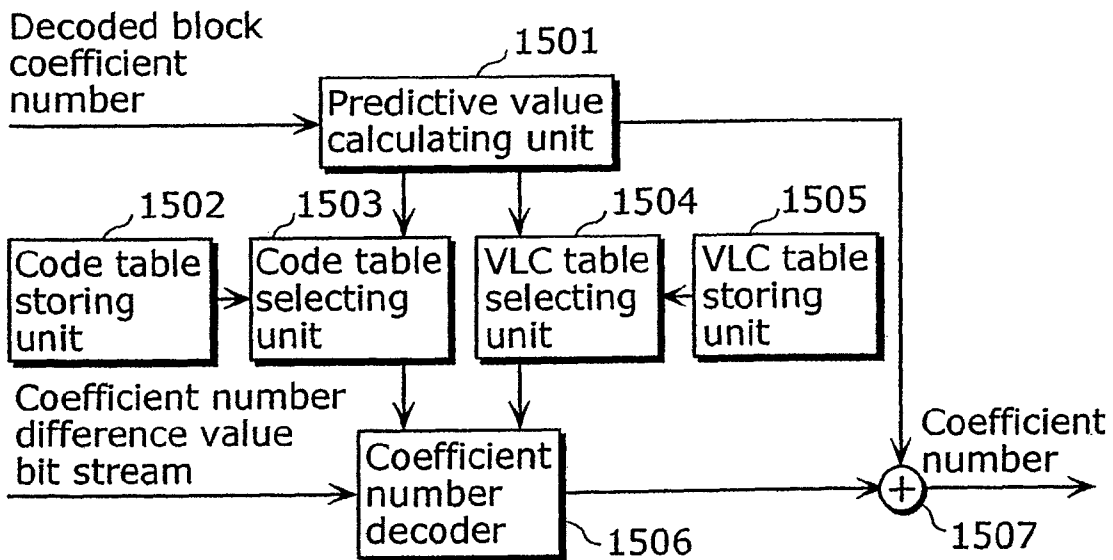 Decoded block
coefficient
number
1501
Predictive value
calculating unit
1502
1503
1504
1505
Code table
storing
unit
Code table
selecting
unit
VLC table
selecting
unit
VLC table
storing
unit
Coefficient number
difference value
bit stream
Coefficient
number
decoder
1506
Coefficient
number
+
1507